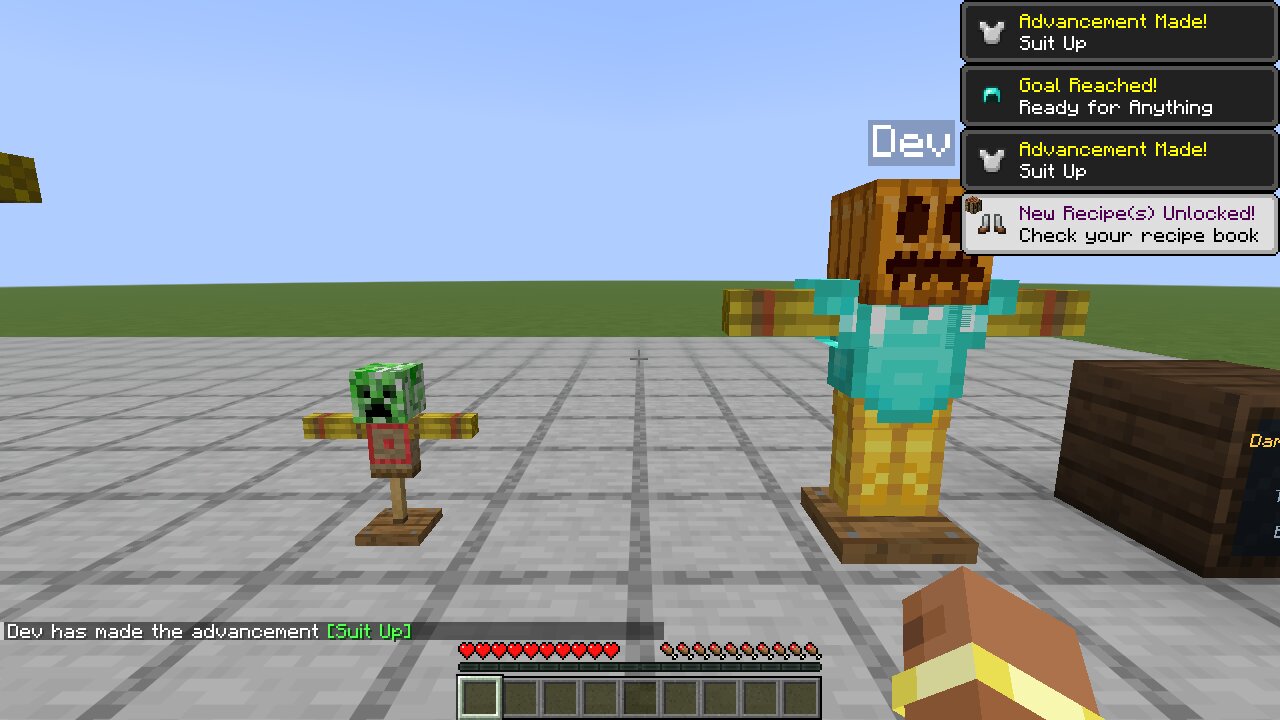 Advancement Made!
Suit Up
Goal Reached!
Ready for Anything
Advancement Made!
Suit Up
New Recipe(s) Unlocked!
Check your recipe book
Dev
Dev has made the advancement [Suit Up]